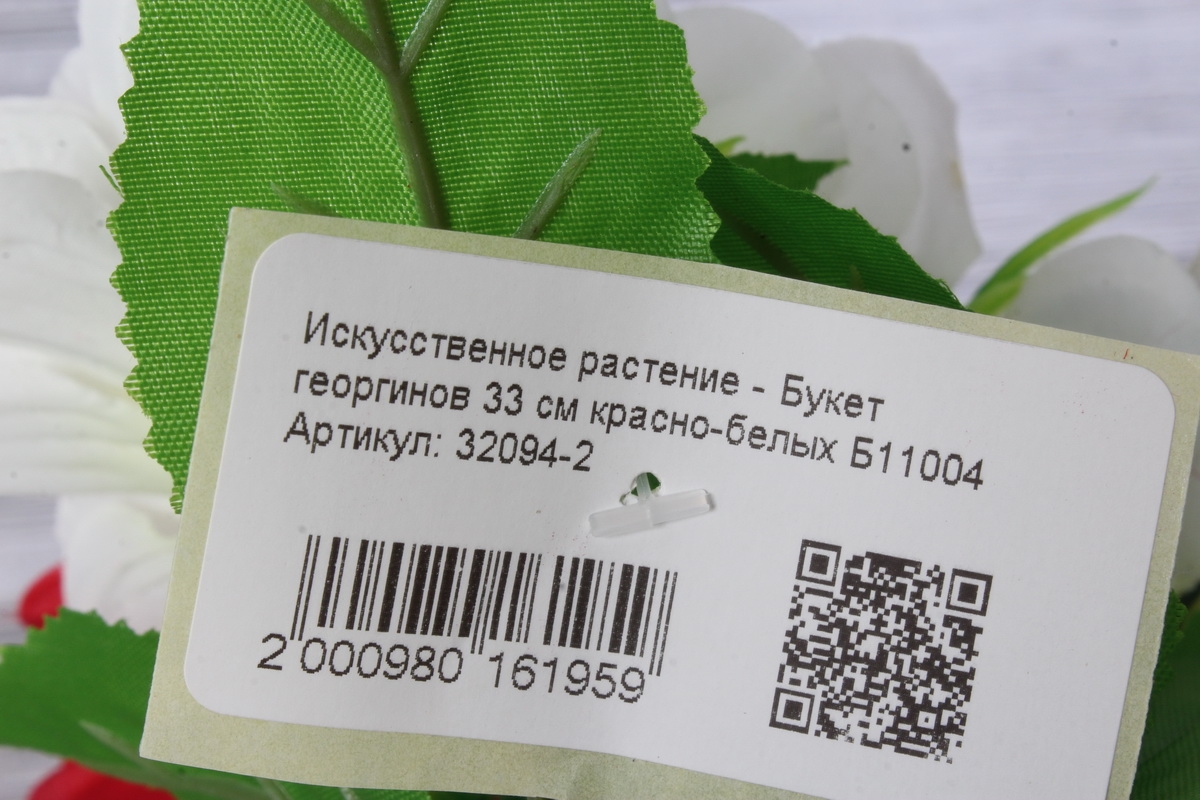 Искусственное растение - Букет
георгинов 33 см красно-белых Б11004
Артикул: 32094-2
2 000980 161959